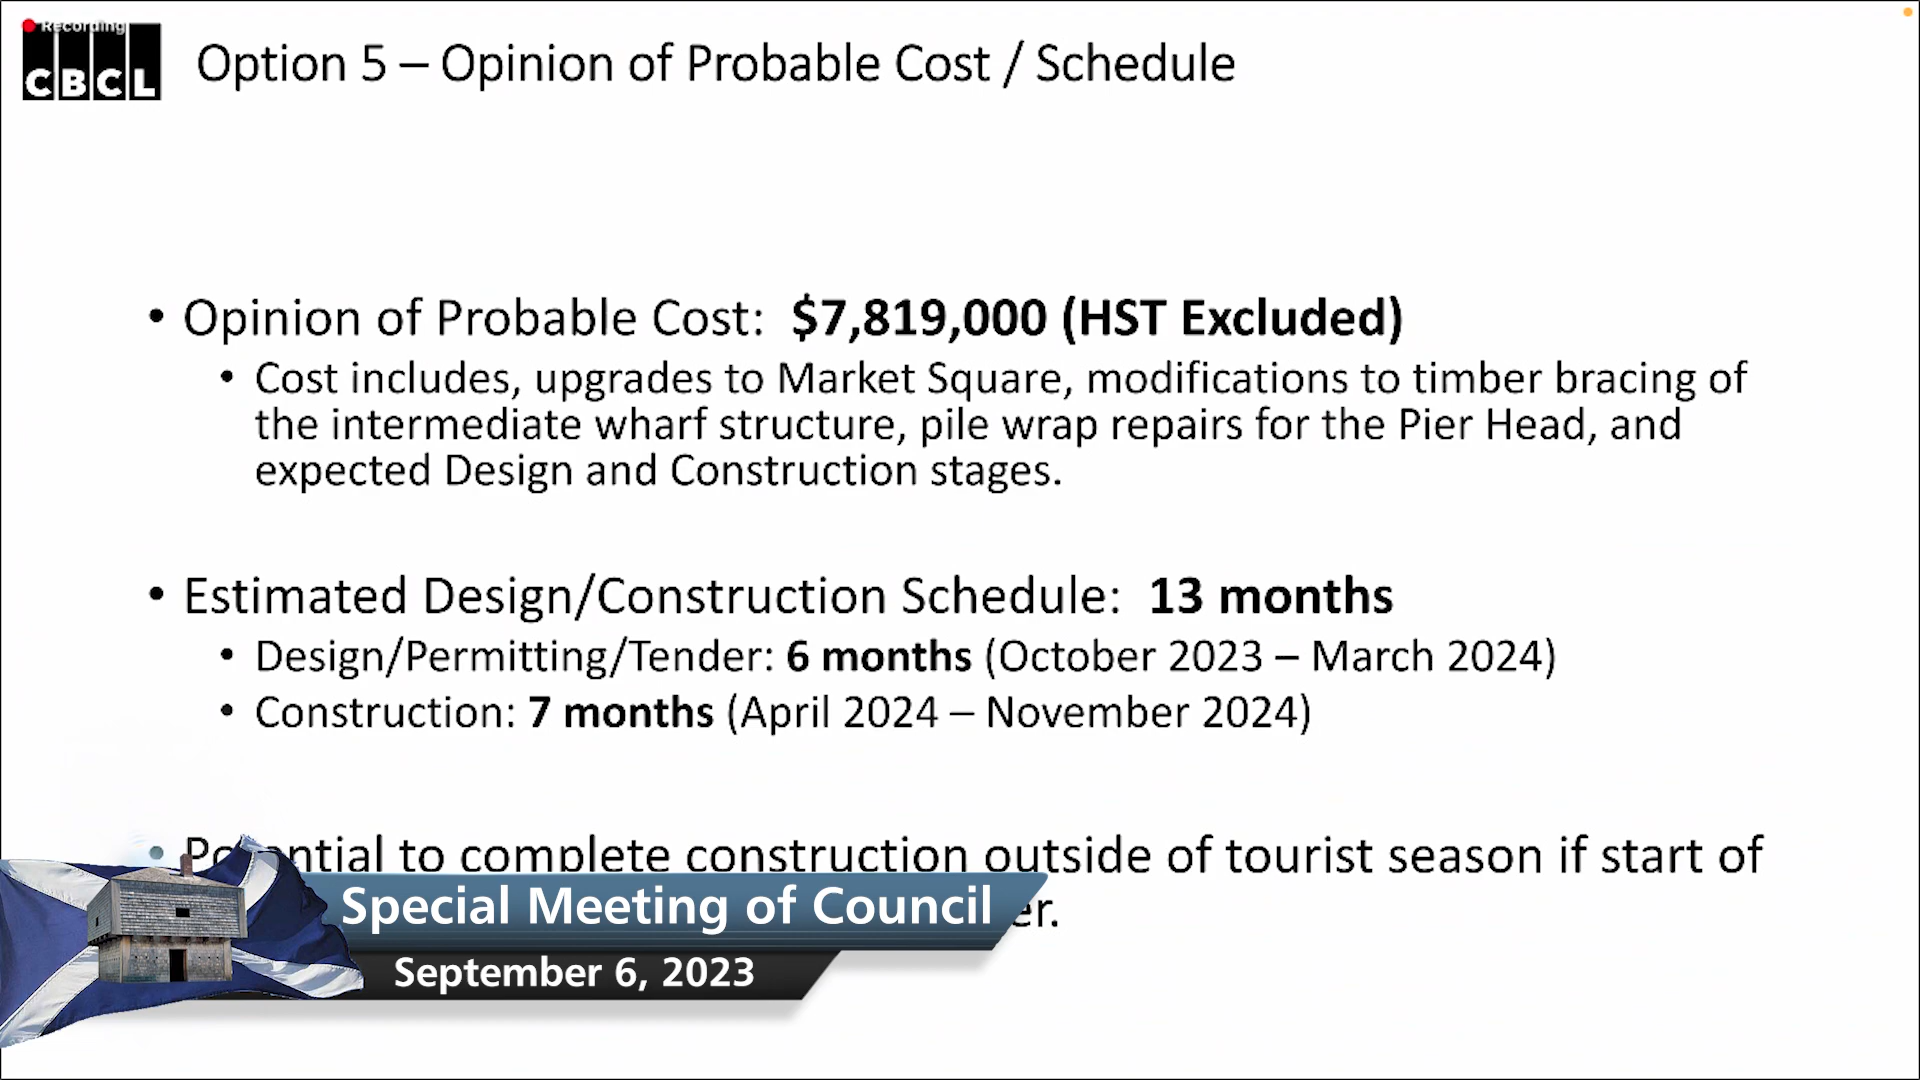 Recording
CBCL
Option 5 – Opinion of Probable Cost / Schedule
• Opinion of Probable Cost: $7,819,000 (HST Excluded)
• Cost includes, upgrades to Market Square, modifications to timber bracing of
the intermediate wharf structure, pile wrap repairs for the Pier Head, and
expected Design and Construction stages.
• Estimated Design/Construction Schedule: 13 months
• Design/Permitting/Tender: 6 months (October 2023 – March 2024)
• Construction: 7 months (April 2024 – November 2024)
• Potential to complete construction outside of tourist season if start of
Special Meeting of Council
September 6, 2023